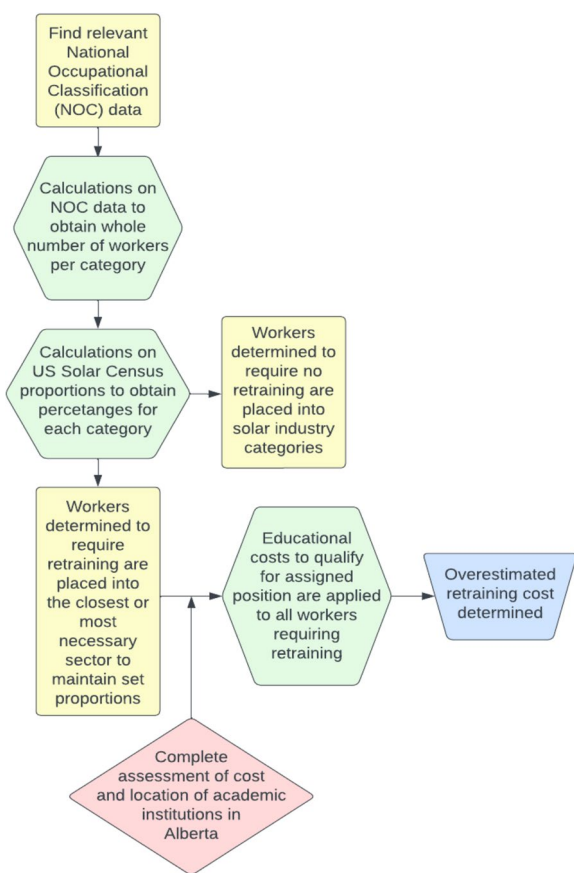 Find relevant
National
Occupational
Classification
(NOC) data
Calculations on
NOC data to
obtain whole
number of workers
per category
Calculations on
US Solar Census
proportions to obtain
percetanges for
each category
Workers
determined to
require no
retraining are
placed into
solar industry
categories
Workers
determined to
require
retraining are
placed into
the closest or
most
necessary
sector to
maintain set
proportions
Educational
costs to qualify
for assigned
position are applied
to all workers
requiring
retraining
Overestimated
retraining cost
determined
Complete
assessment of cost
and location of academic
institutions in
Alberta